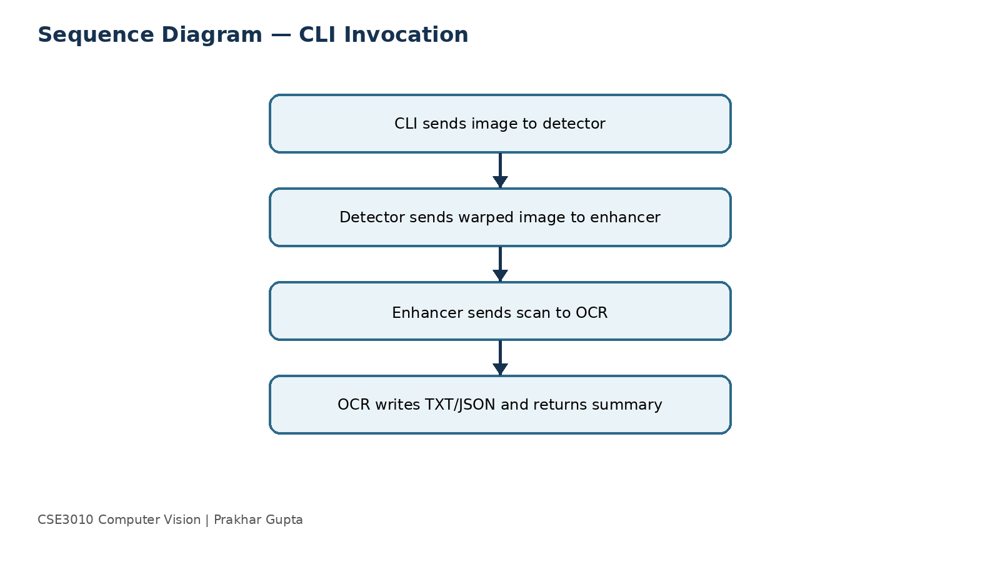 Sequence Diagram — CLI Invocation
CLI sends image to detector
Detector sends warped image to enhancer
Enhancer sends scan to OCR
OCR writes TXT/JSON and returns summary
CSE3010 Computer Vision | Prakhar Gupta